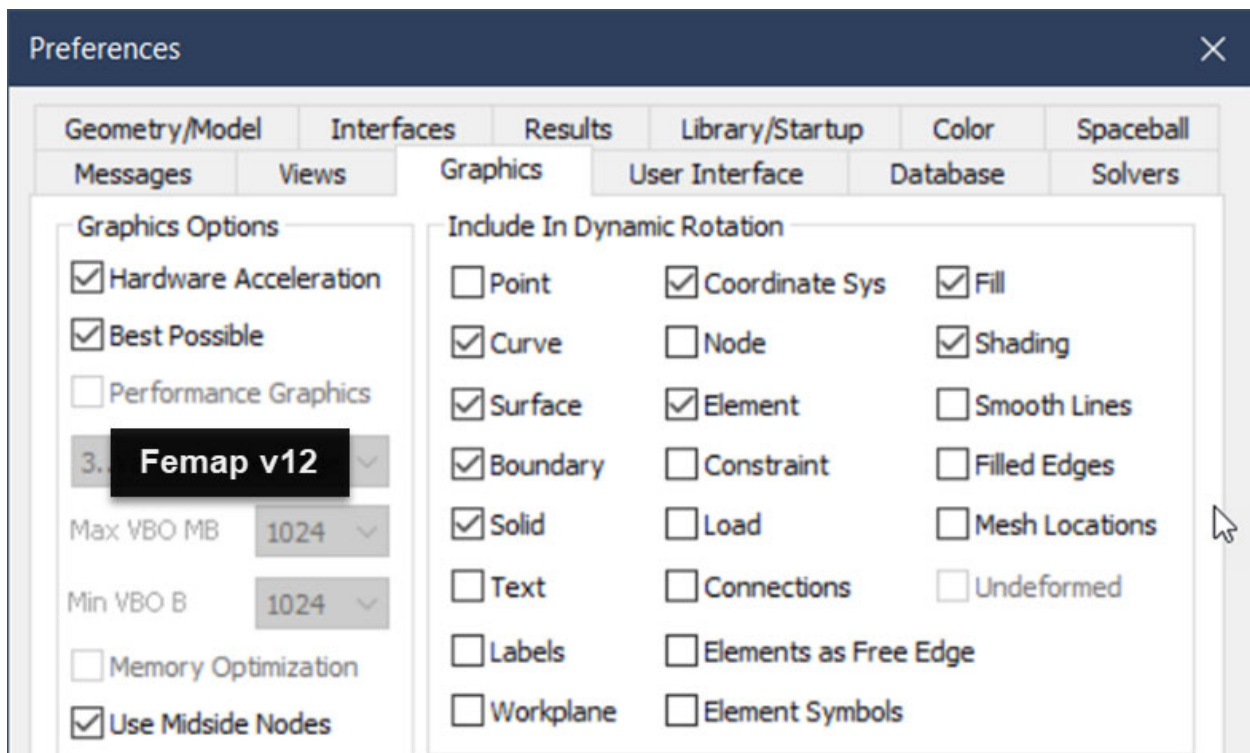 Preferences
Geometry/Model Interfaces Results Library/Startup Color Spaceball
Messages Views Graphics User Interface Database Solvers
Graphics Options
Hardware Acceleration
Best Possible
Performance Graphics
3..
Femap v12
Max VBO MB 1024
Min VBO B 1024
Memory Optimization
Use Midside Nodes
Include In Dynamic Rotation
Point Coordinate Sys Fill
Curve Node Shading
Surface Element Smooth Lines
Boundary Constraint Filled Edges
Solid Load Mesh Locations
Text Connections Undeformed
Labels Elements as Free Edge
Workplane Element Symbols